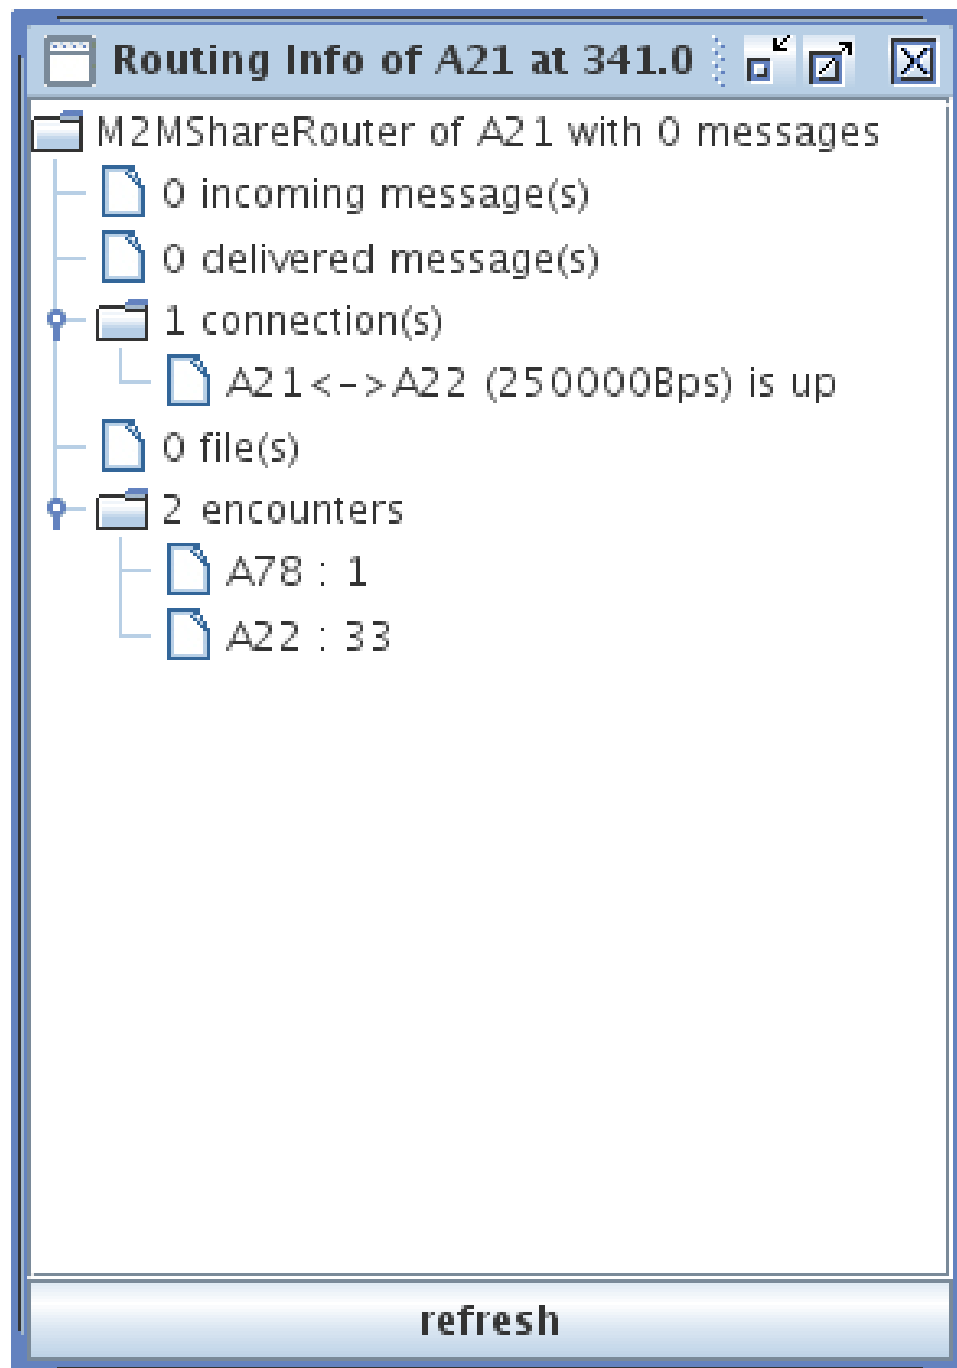 Routing Info of A21 at 341.0
M2MShareRouter of A21 with 0 messages
0 incoming message(s)
0 delivered message(s)
1 connection(s)
A21<->A22 (250000Bps) is up
0 file(s)
2 encounters
A78 : 1
A22 : 33
refresh